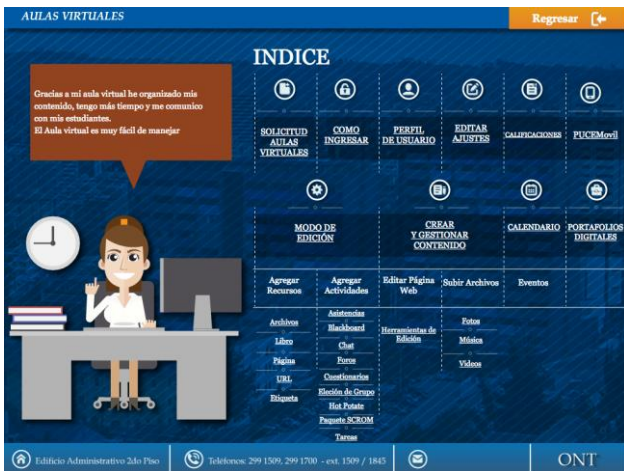 AULAS VIRTUALES
Regresar
INDICE
Gracias a mi aula virtual he organizado mis
contenido, tengo más tiempo y me comunico
con mis estudiantes.
El Aula virtual es muy fácil de manejar
SOLICITUD
AULAS
VIRTUALES
COMO
INGRESAR
PERFIL
DE USUARIO
EDITAR
AJUSTES
CALIFICACIONES
PUCEMovil
MODO DE
EDICIÓN
CREAR
Y GESTIONAR
CONTENIDO
CALENDARIO
PORTAFOLIOS
DIGITALES
Agregar
Recursos
Agregar
Actividades
Editar Página
Web
Subir Archivos
Eventos
Archivos
Libro
Página
URL
Etiqueta
Asistencias
Blackboard
Chat
Foros
Cuestionarios
Eleción de Grupo
Hot Potate
Paquete SCROM
Tareas
Herramientas de
Edición
Fotos
Música
Videos
Edificio Administrativo 2do Piso
Teléfonos: 299 1509, 299 1700 - ext. 1509 / 1845
ONT